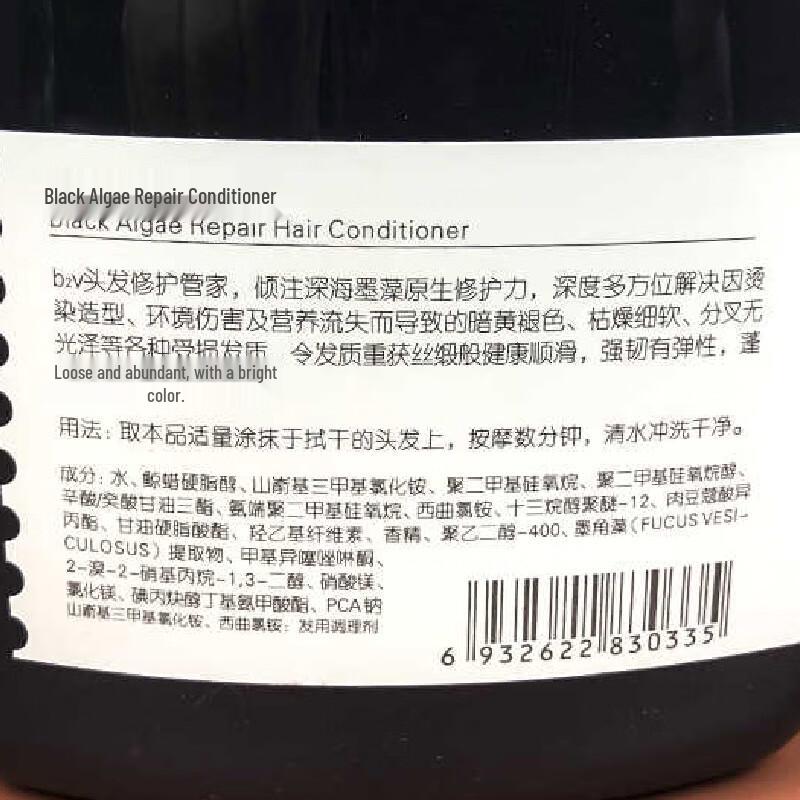 Black Algae Repair Conditioner
Black Algae Repair Hair Conditioner
b2v头发修护管家，倾注深海墨藻原生修护力，深度多方位解决因烫
染造型、环境伤害及营养流失而导致的暗黄褪色、枯燥细软、分叉无
光泽等各种受损发质，令发质重获丝缎般健康顺滑，强韧有弹性，蓬
Loose and abundant, with a bright
color.
用法：取本品适量涂抹于拭干的头发上，按摩数分钟，清水冲洗干净。
成分：水、鲸蜡硬脂醇、山嵛基三甲基氯化铵、聚二甲基硅氧烷、聚二甲基硅氧烷醇、
辛酸/癸酸甘油三酯、氨端聚二甲基硅氧烷、西曲氯铵、十三烷醇聚醚-12、肉豆蔻酸异
丙酯、甘油硬脂酸酯、羟乙基纤维素、香精、聚乙二醇-400、墨角藻（FUCUS VESI-
CULOSUS）提取物、甲基异噻唑啉酮、
2-溴-2-硝基丙烷-1,3-二醇、硝酸镁、
氯化镁、碘丙炔醇丁基氨甲酸酯、PCA钠
山嵛基三甲基氯化铵、西曲氯铵：发用调理剂
6 932622 830335